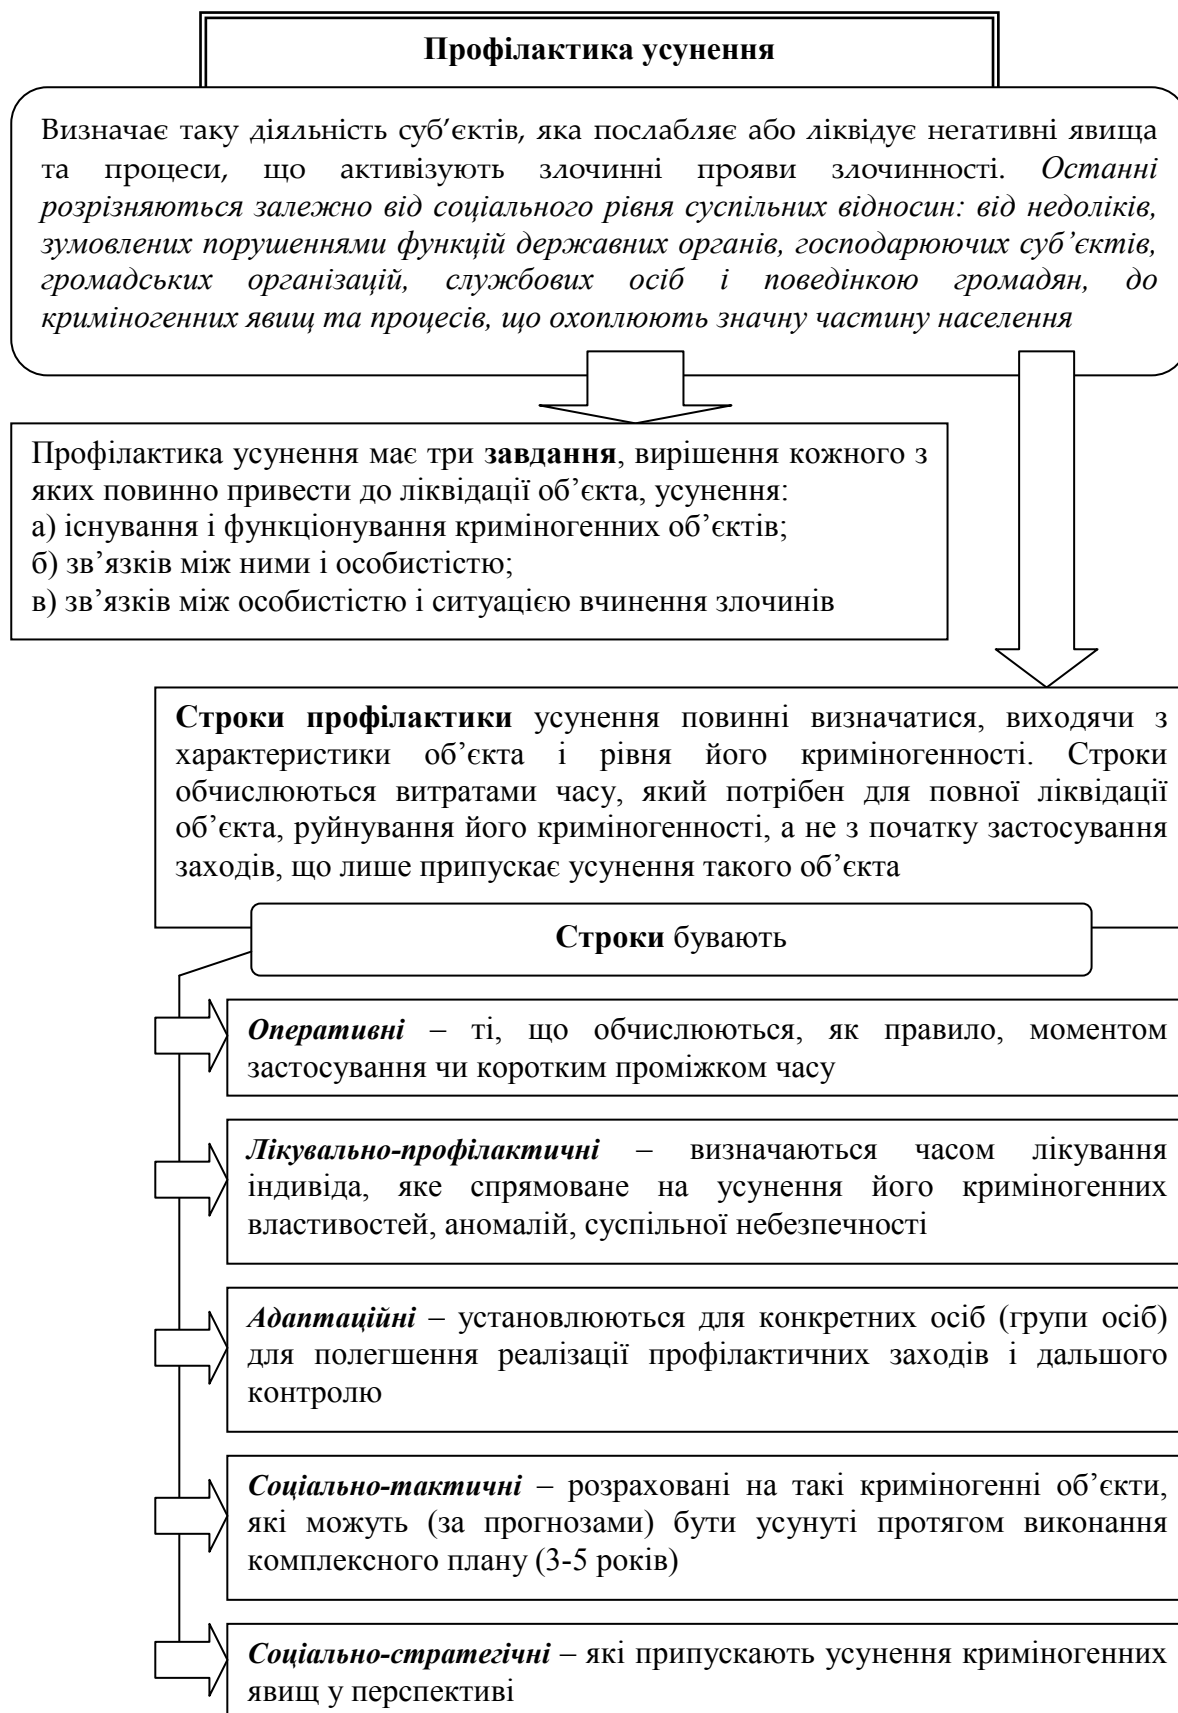 Профілактика усунення
Визначає таку діяльність суб’єктів, яка послабляє або ліквідує негативні явища
та процеси, що активізують злочинні прояви злочинності. Останні
розрізняються залежно від соціального рівня суспільних відносин: від недоліків,
зумовлених порушеннями функцій державних органів, господарюючих суб’єктів,
громадських організацій, службових осіб і поведінкою громадян, до
криміногенних явищ та процесів, що охоплюють значну частину населення
Профілактика усунення має три завдання, вирішення кожного з
яких повинно привести до ліквідації об’єкта, усунення:
а) існування і функціонування криміногенних об’єктів;
б) зв’язків між ними і особистістю;
в) зв’язків між особистістю і ситуацією вчинення злочинів
Строки профілактики усунення повинні визначатися, виходячи з
характеристики об’єкта і рівня його криміногенності. Строки
обчислюються витратами часу, який потрібен для повної ліквідації
об’єкта, руйнування його криміногенності, а не з початку застосування
заходів, що лише припускає усунення такого об’єкта
Строки бувають
Оперативні – ті, що обчислюються, як правило, моментом
застосування чи коротким проміжком часу
Лікувально-профілактичні – визначаються часом лікування
індивіда, яке спрямоване на усунення його криміногенних
властивостей, аномалій, суспільної небезпечності
Адаптаційні – установлюються для конкретних осіб (групи осіб)
для полегшення реалізації профілактичних заходів і дальшого
контролю
Соціально-тактичні – розраховані на такі криміногенні об’єкти,
які можуть (за прогнозами) бути усунуті протягом виконання
комплексного плану (3-5 років)
Соціально-стратегічні – які припускають усунення криміногенних
явищ у перспективі